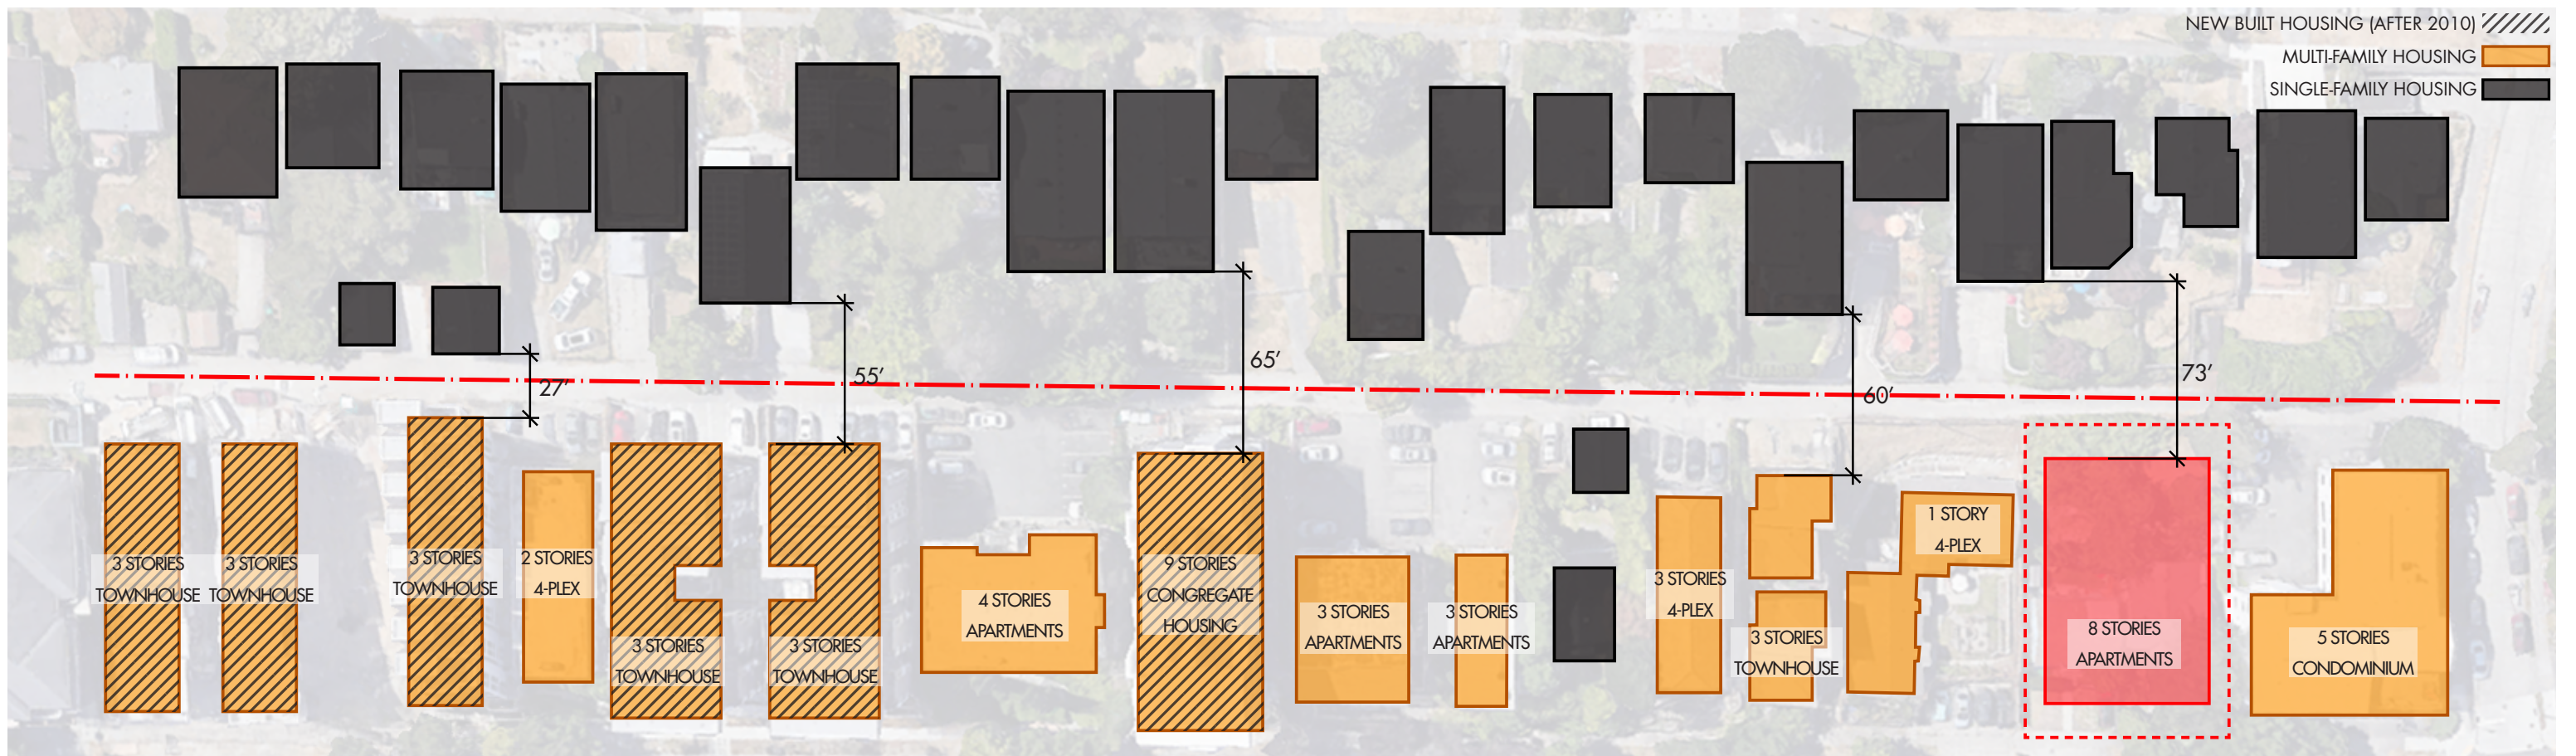 NEW BUILT HOUSING (AFTER 2010)
MULTI-FAMILY HOUSING
SINGLE-FAMILY HOUSING
27'
55'
65'
60'
73'
3 STORIES
TOWNHOUSE
3 STORIES
TOWNHOUSE
3 STORIES
TOWNHOUSE
2 STORIES
4-PLEX
3 STORIES
TOWNHOUSE
3 STORIES
TOWNHOUSE
4 STORIES
APARTMENTS
9 STORIES
CONGREGATE
HOUSING
3 STORIES
APARTMENTS
3 STORIES
APARTMENTS
3 STORIES
4-PLEX
3 STORIES
TOWNHOUSE
1 STORY
4-PLEX
8 STORIES
APARTMENTS
5 STORIES
CONDOMINIUM